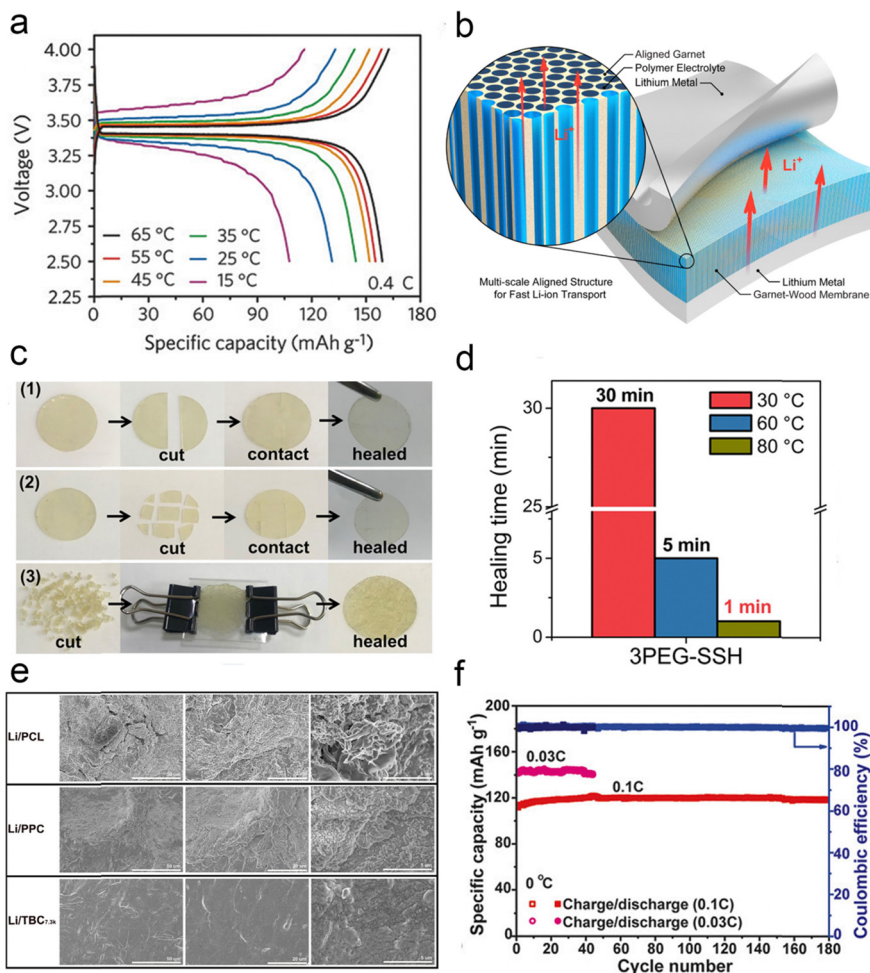 a
4.00
3.75
3.50
3.25
3.00
2.75
2.50
2.25
Voltage (V)
65 °C
55 °C
45 °C
35 °C
25 °C
15 °C
0.4 C
0 30 60 90 120 150 180
Specific capacity (mAh g⁻¹)
b
Aligned Garnet
Polymer Electrolyte
Lithium Metal
Li⁺
Li⁺
Multi-scale Aligned Structure
for Fast Li-ion Transport
Lithium Metal
Garnet-Wood Membrane
c
(1)
cut contact healed
(2)
cut contact healed
(3)
cut healed
d
30
25
5
0
Healing time (min)
30 min
5 min
1 min
30 °C
60 °C
80 °C
3PEG-SSH
e
Li/PCL
Li/PPC
Li/TBC₇.₃ₖ
f
200
180
160
140
120
100
80
60
40
20
0
Specific capacity (mAh g⁻¹)
0.03C
0.1C
0 °C
Charge/discharge (0.1C)
Charge/discharge (0.03C)
100
80
60
40
20
0
Coulombic efficiency (%)
0 20 40 60 80 100 120 140 160 180
Cycle number